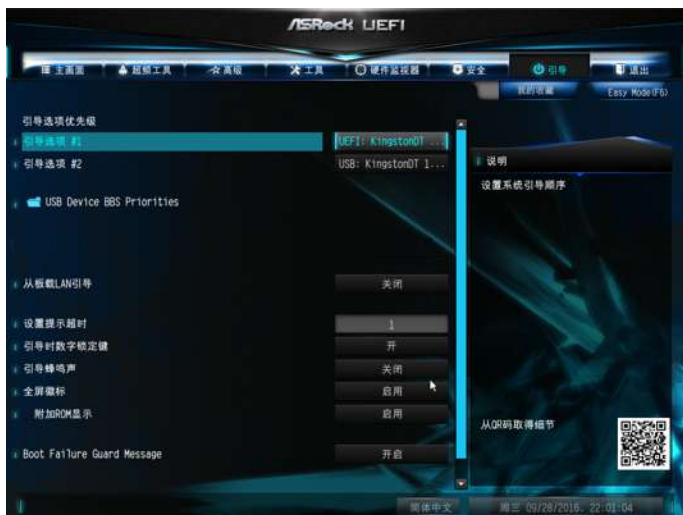 ASRock UEFI
主画面 超频工具 高级 工具 硬件监视器 安全 引导 退出
我的收藏 Easy Mode(F6)
引导选项优先级
引导选项 #1 UEFI: KingstonDT ...
引导选项 #2 USB: KingstonDT 1...
USB Device BBS Priorities
从板载LAN引导 关闭
设置提示超时 1
引导时数字锁定键 开
引导蜂鸣声 关闭
全屏徽标 启用
附加ROM显示 启用
Boot Failure Guard Message 开启
说明
设置系统引导顺序
从QR码取得细节
简体中文 周三 09/28/2016. 22:01:04